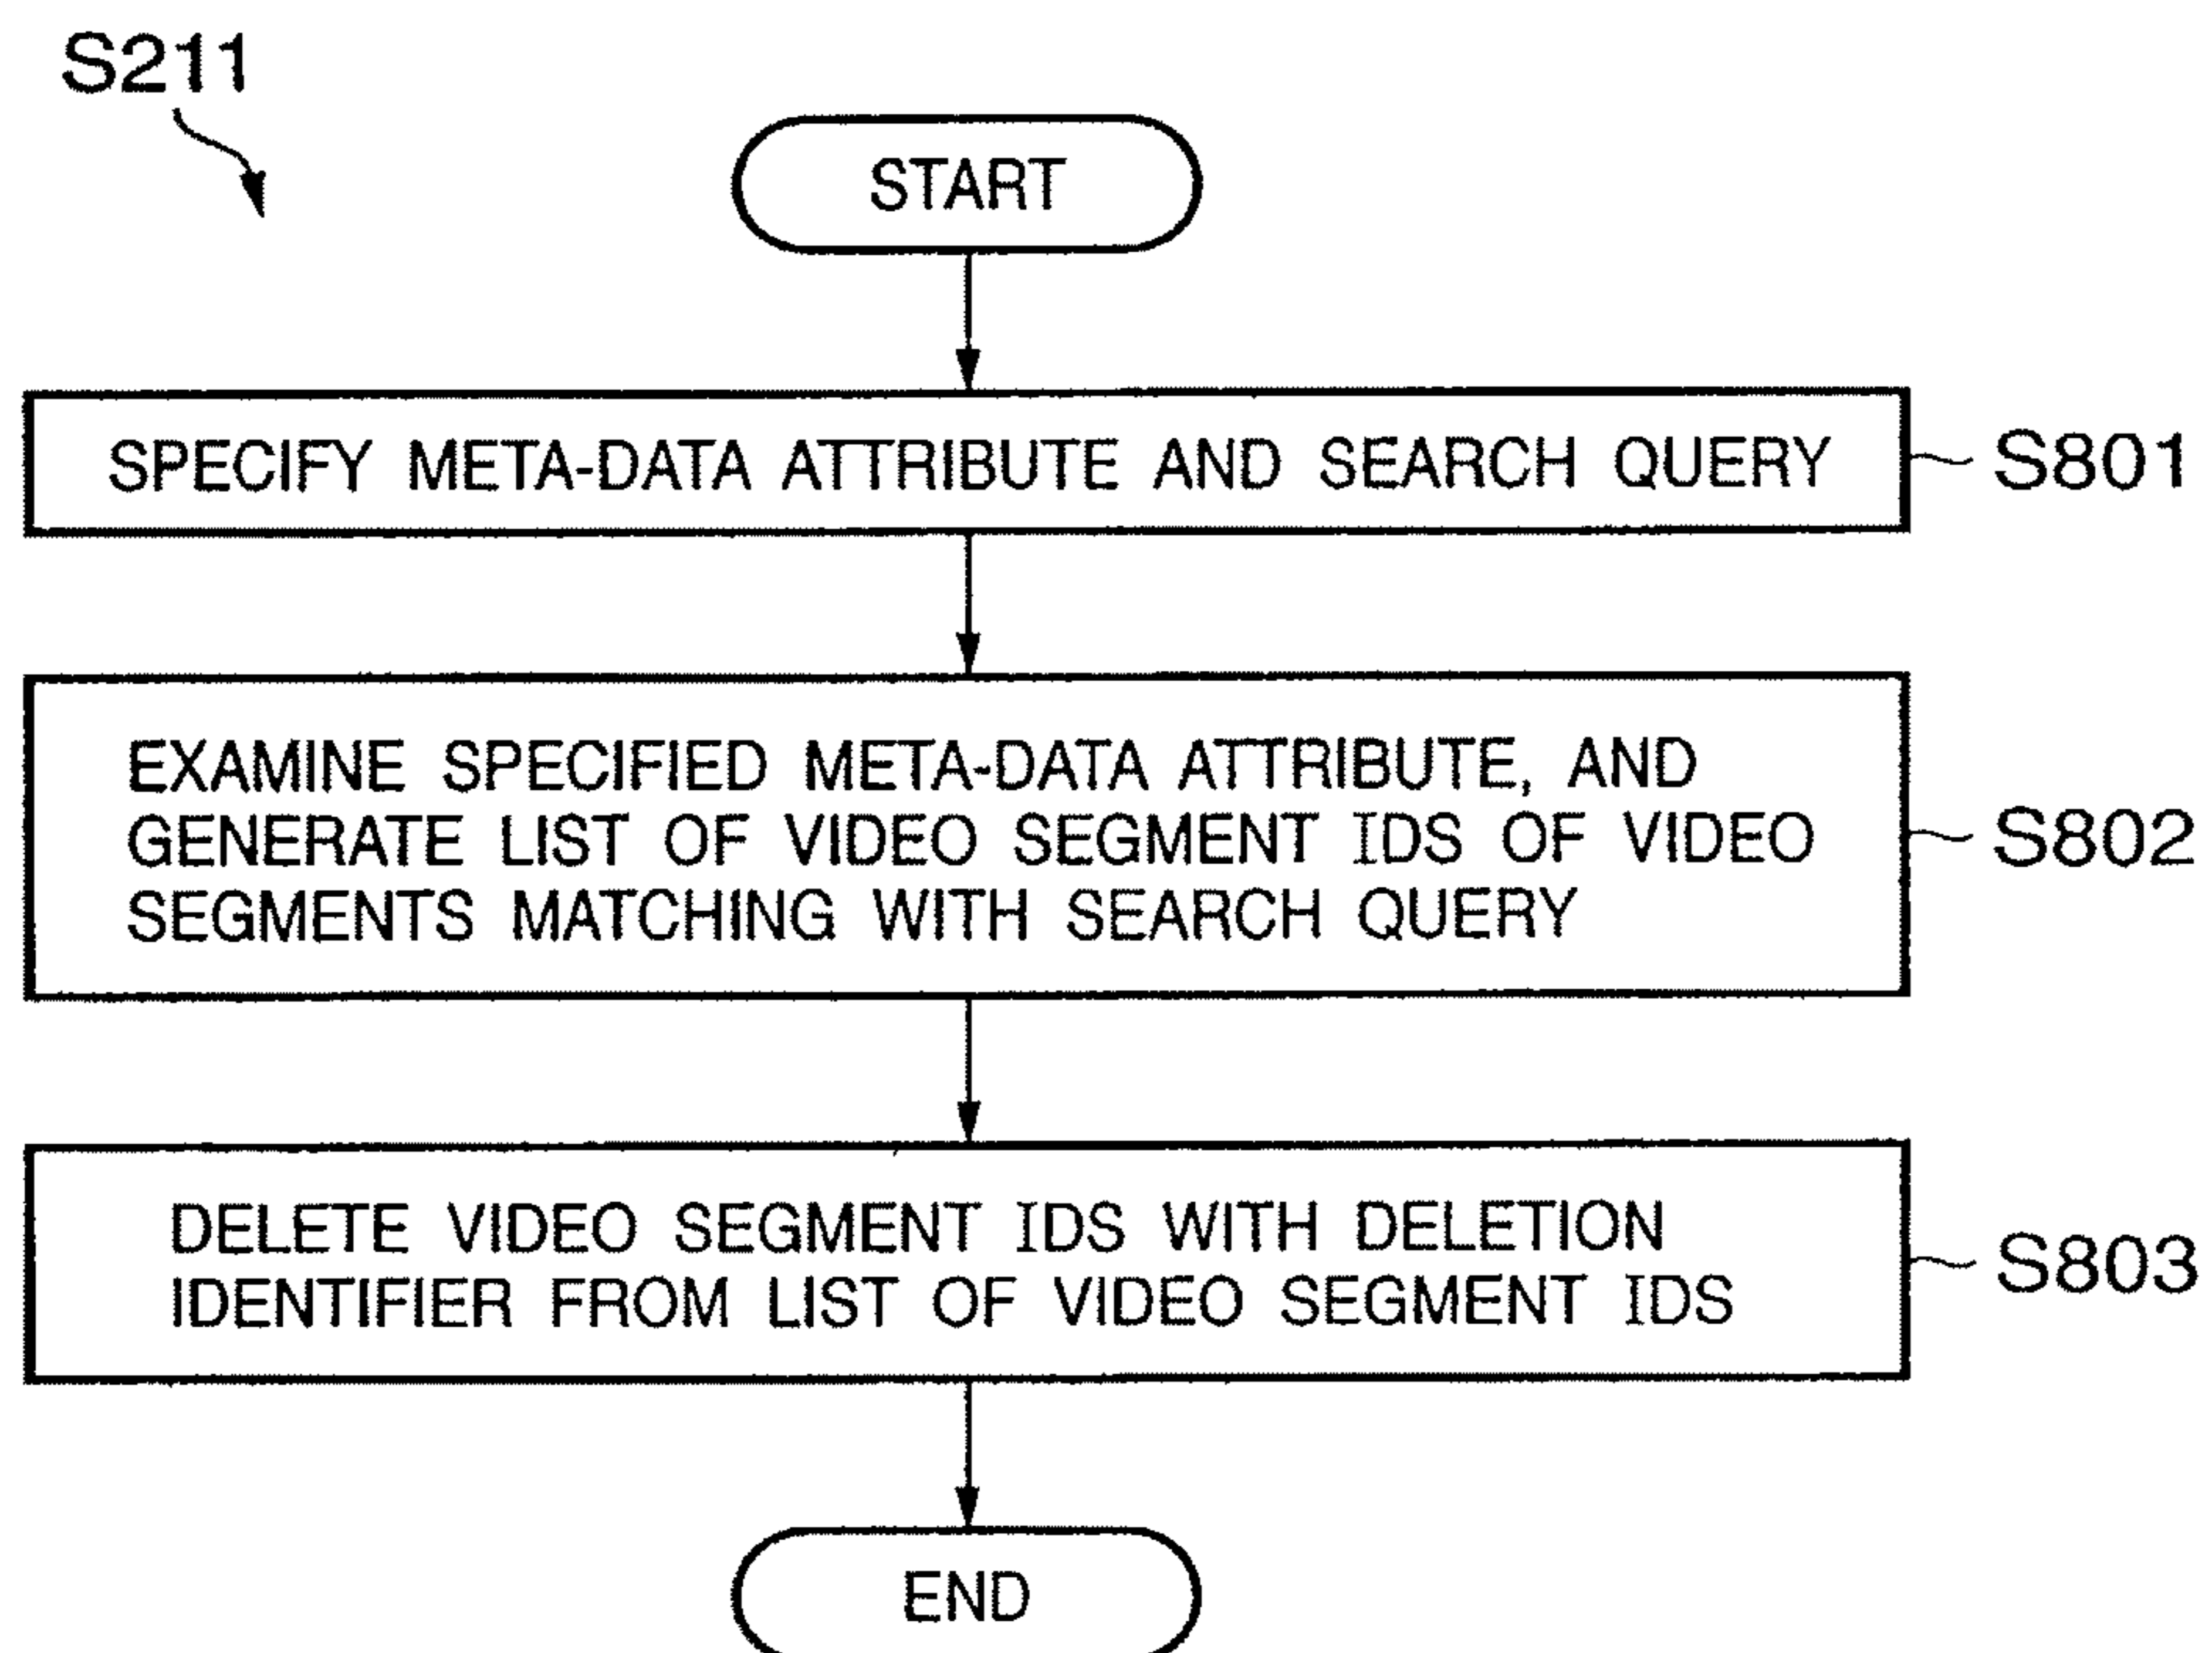 S211
START
SPECIFY META-DATA ATTRIBUTE AND SEARCH QUERY
S801
EXAMINE SPECIFIED META-DATA ATTRIBUTE, AND
GENERATE LIST OF VIDEO SEGMENT IDS OF VIDEO
SEGMENTS MATCHING WITH SEARCH QUERY
S802
DELETE VIDEO SEGMENT IDS WITH DELETION
IDENTIFIER FROM LIST OF VIDEO SEGMENT IDS
S803
END